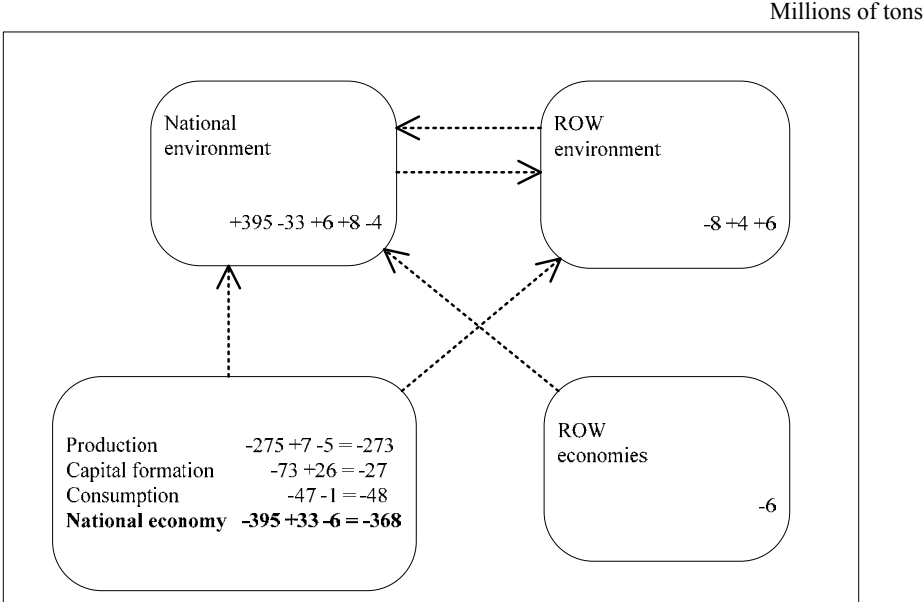 Millions of tons
National
environment
+395 -33 +6 +8 -4
ROW
environment
-8 +4 +6
Production -275 +7 -5 = -273
Capital formation -73 +26 = -27
Consumption -47 -1 = -48
National economy -395 +33 -6 = -368
ROW
economies
-6